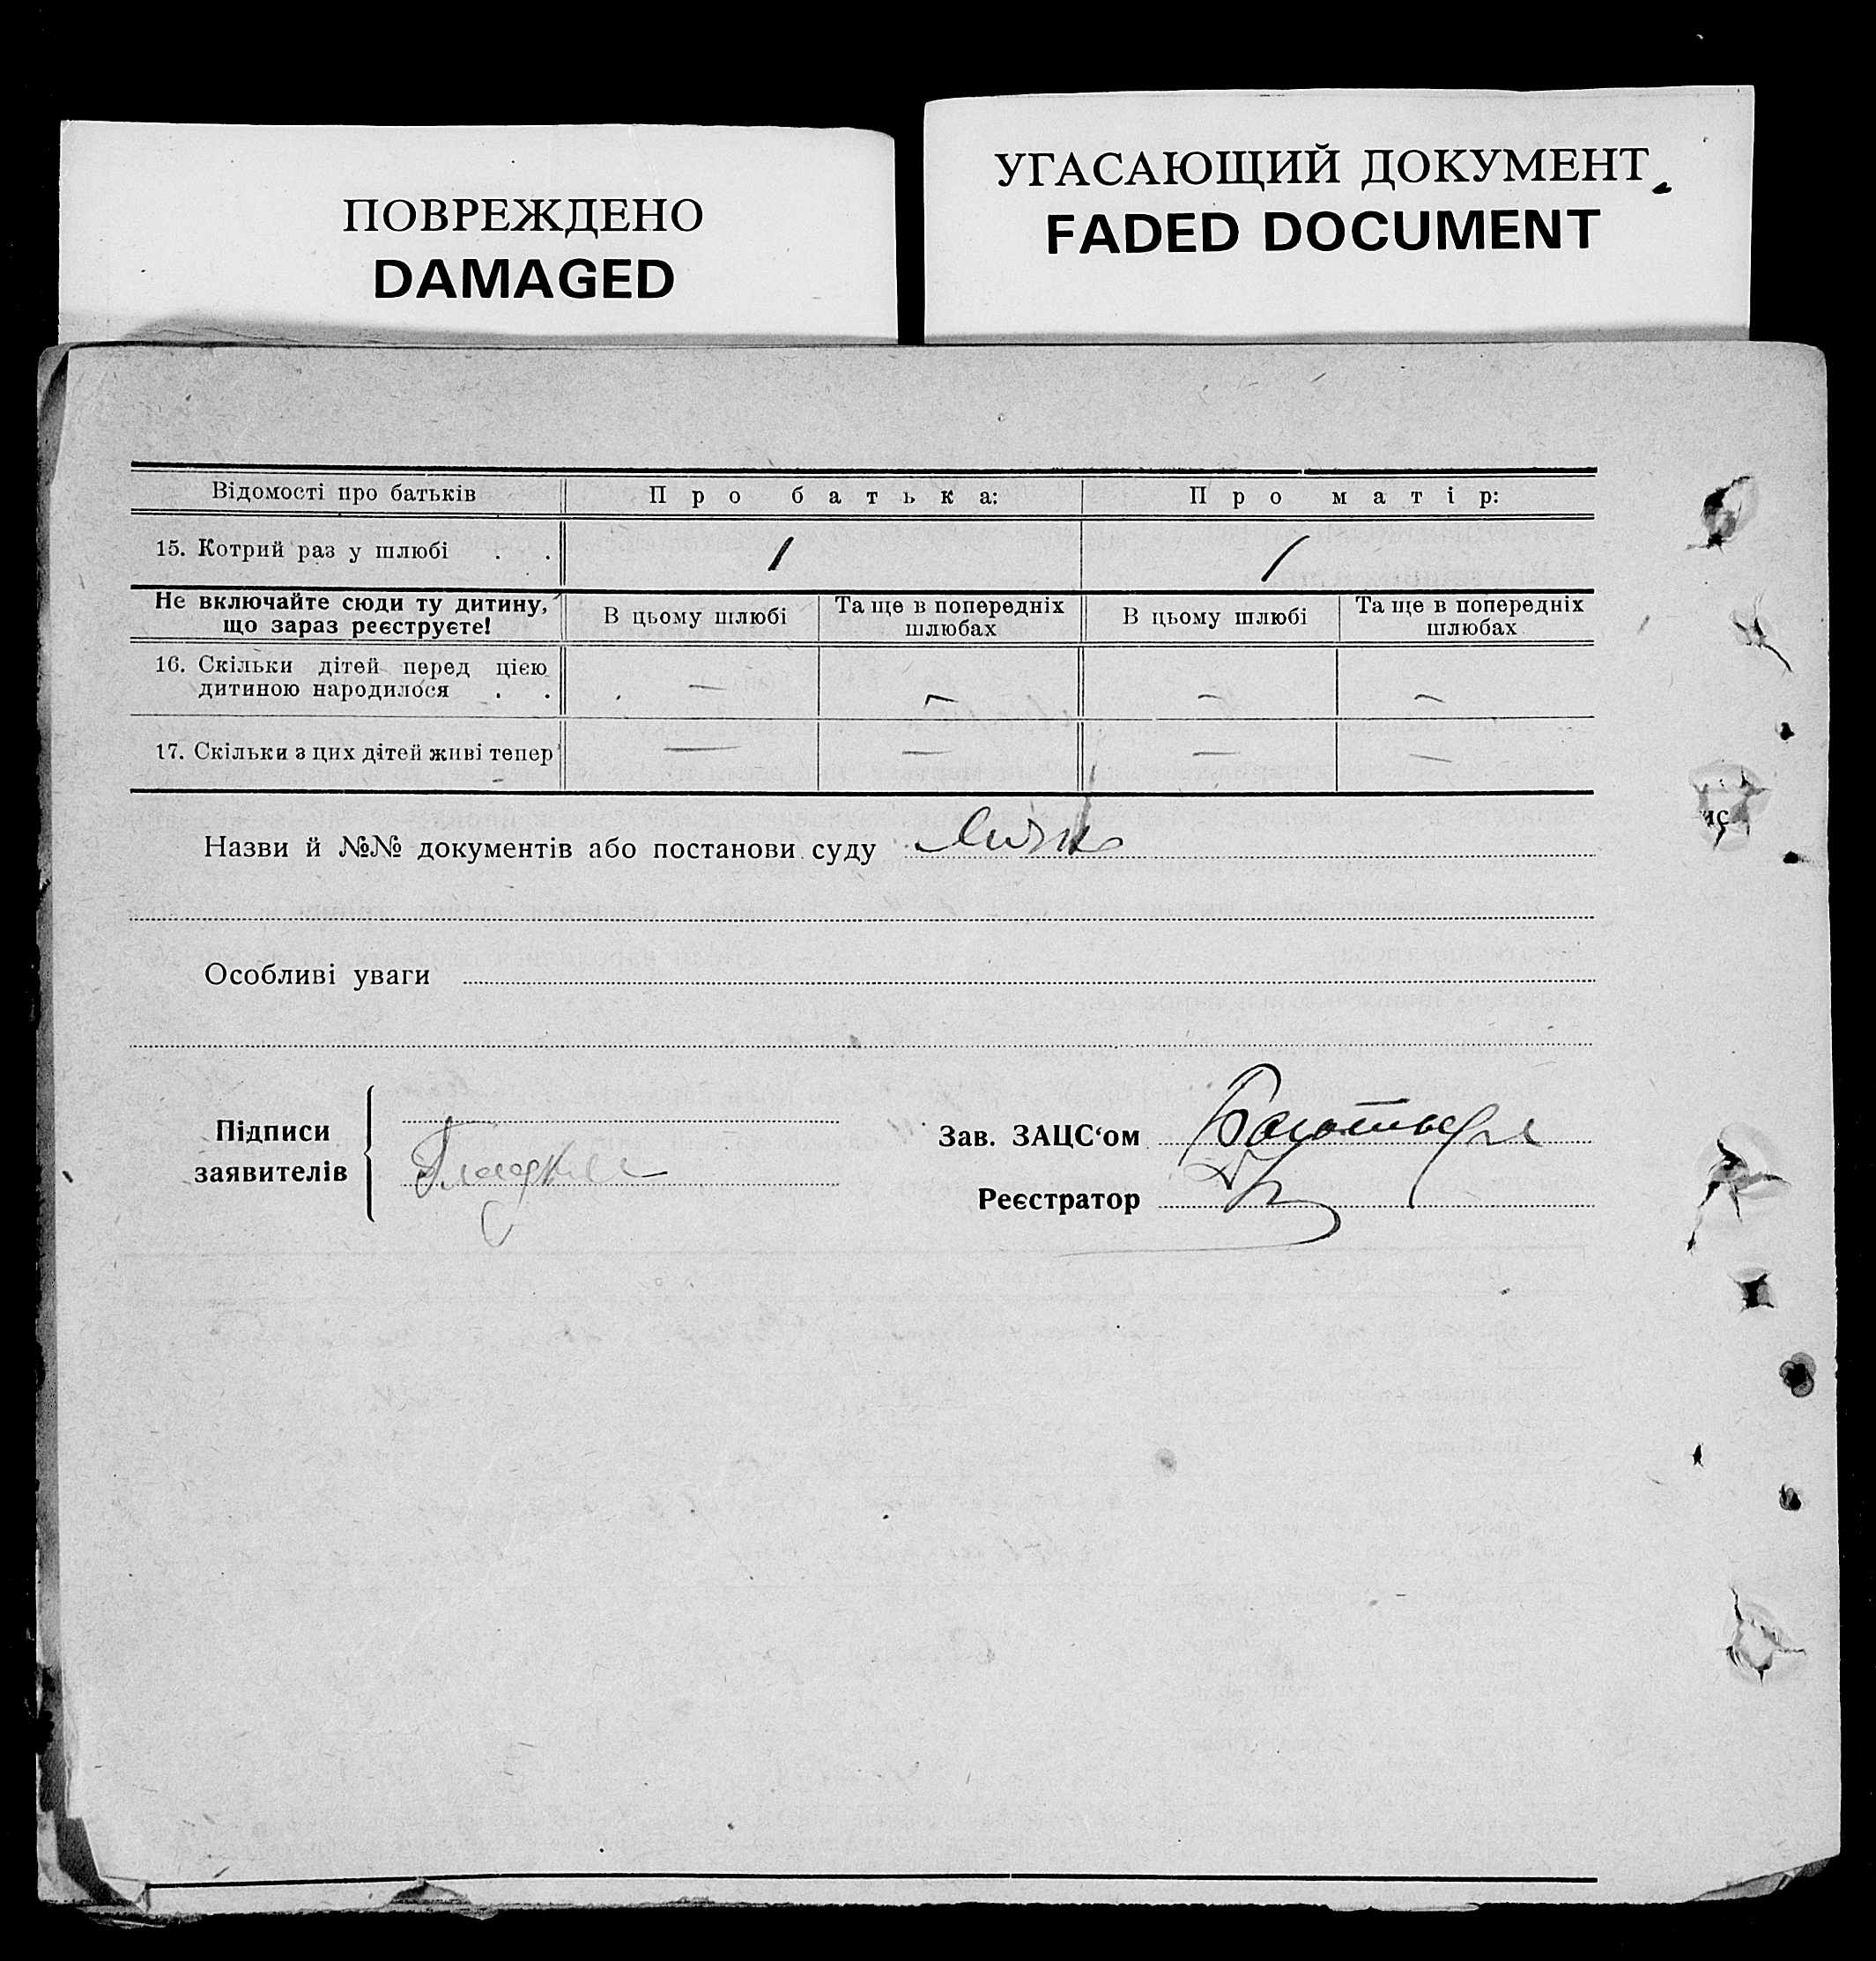 ПОВРЕЖДЕНО
DAMAGED
УГАСАЮЩИЙ ДОКУМЕНТ
FADED DOCUMENT
Відомості про батьків Про батька: Про матір:
15. Котрий раз у шлюбі . . 1 1
Не включайте сюди ту дитину, що зараз реєструєте! В цьому шлюбі Та ще в попередніх шлюбах В цьому шлюбі Та ще в попередніх шлюбах
16. Скільки дітей перед цією
дитиною народилося . . — — — —
17. Скільки з цих дітей живі тепер — — — —
Назви й №№ документів або постанови суду
Особливі уваги
Підписи
заявителів
Зав. ЗАЦС‘ом
Реєстратор